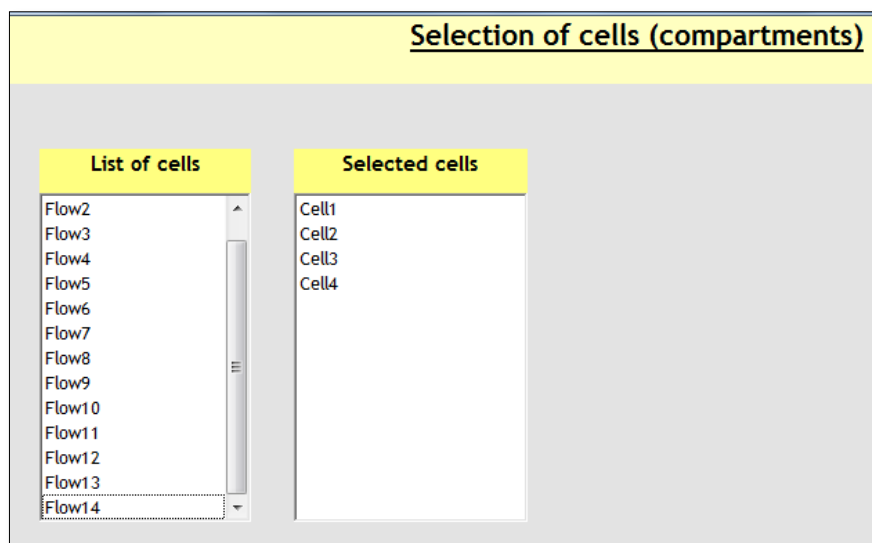 Selection of cells (compartments)
List of cells
Flow2
Flow3
Flow4
Flow5
Flow6
Flow7
Flow8
Flow9
Flow10
Flow11
Flow12
Flow13
Flow14
Selected cells
Cell1
Cell2
Cell3
Cell4